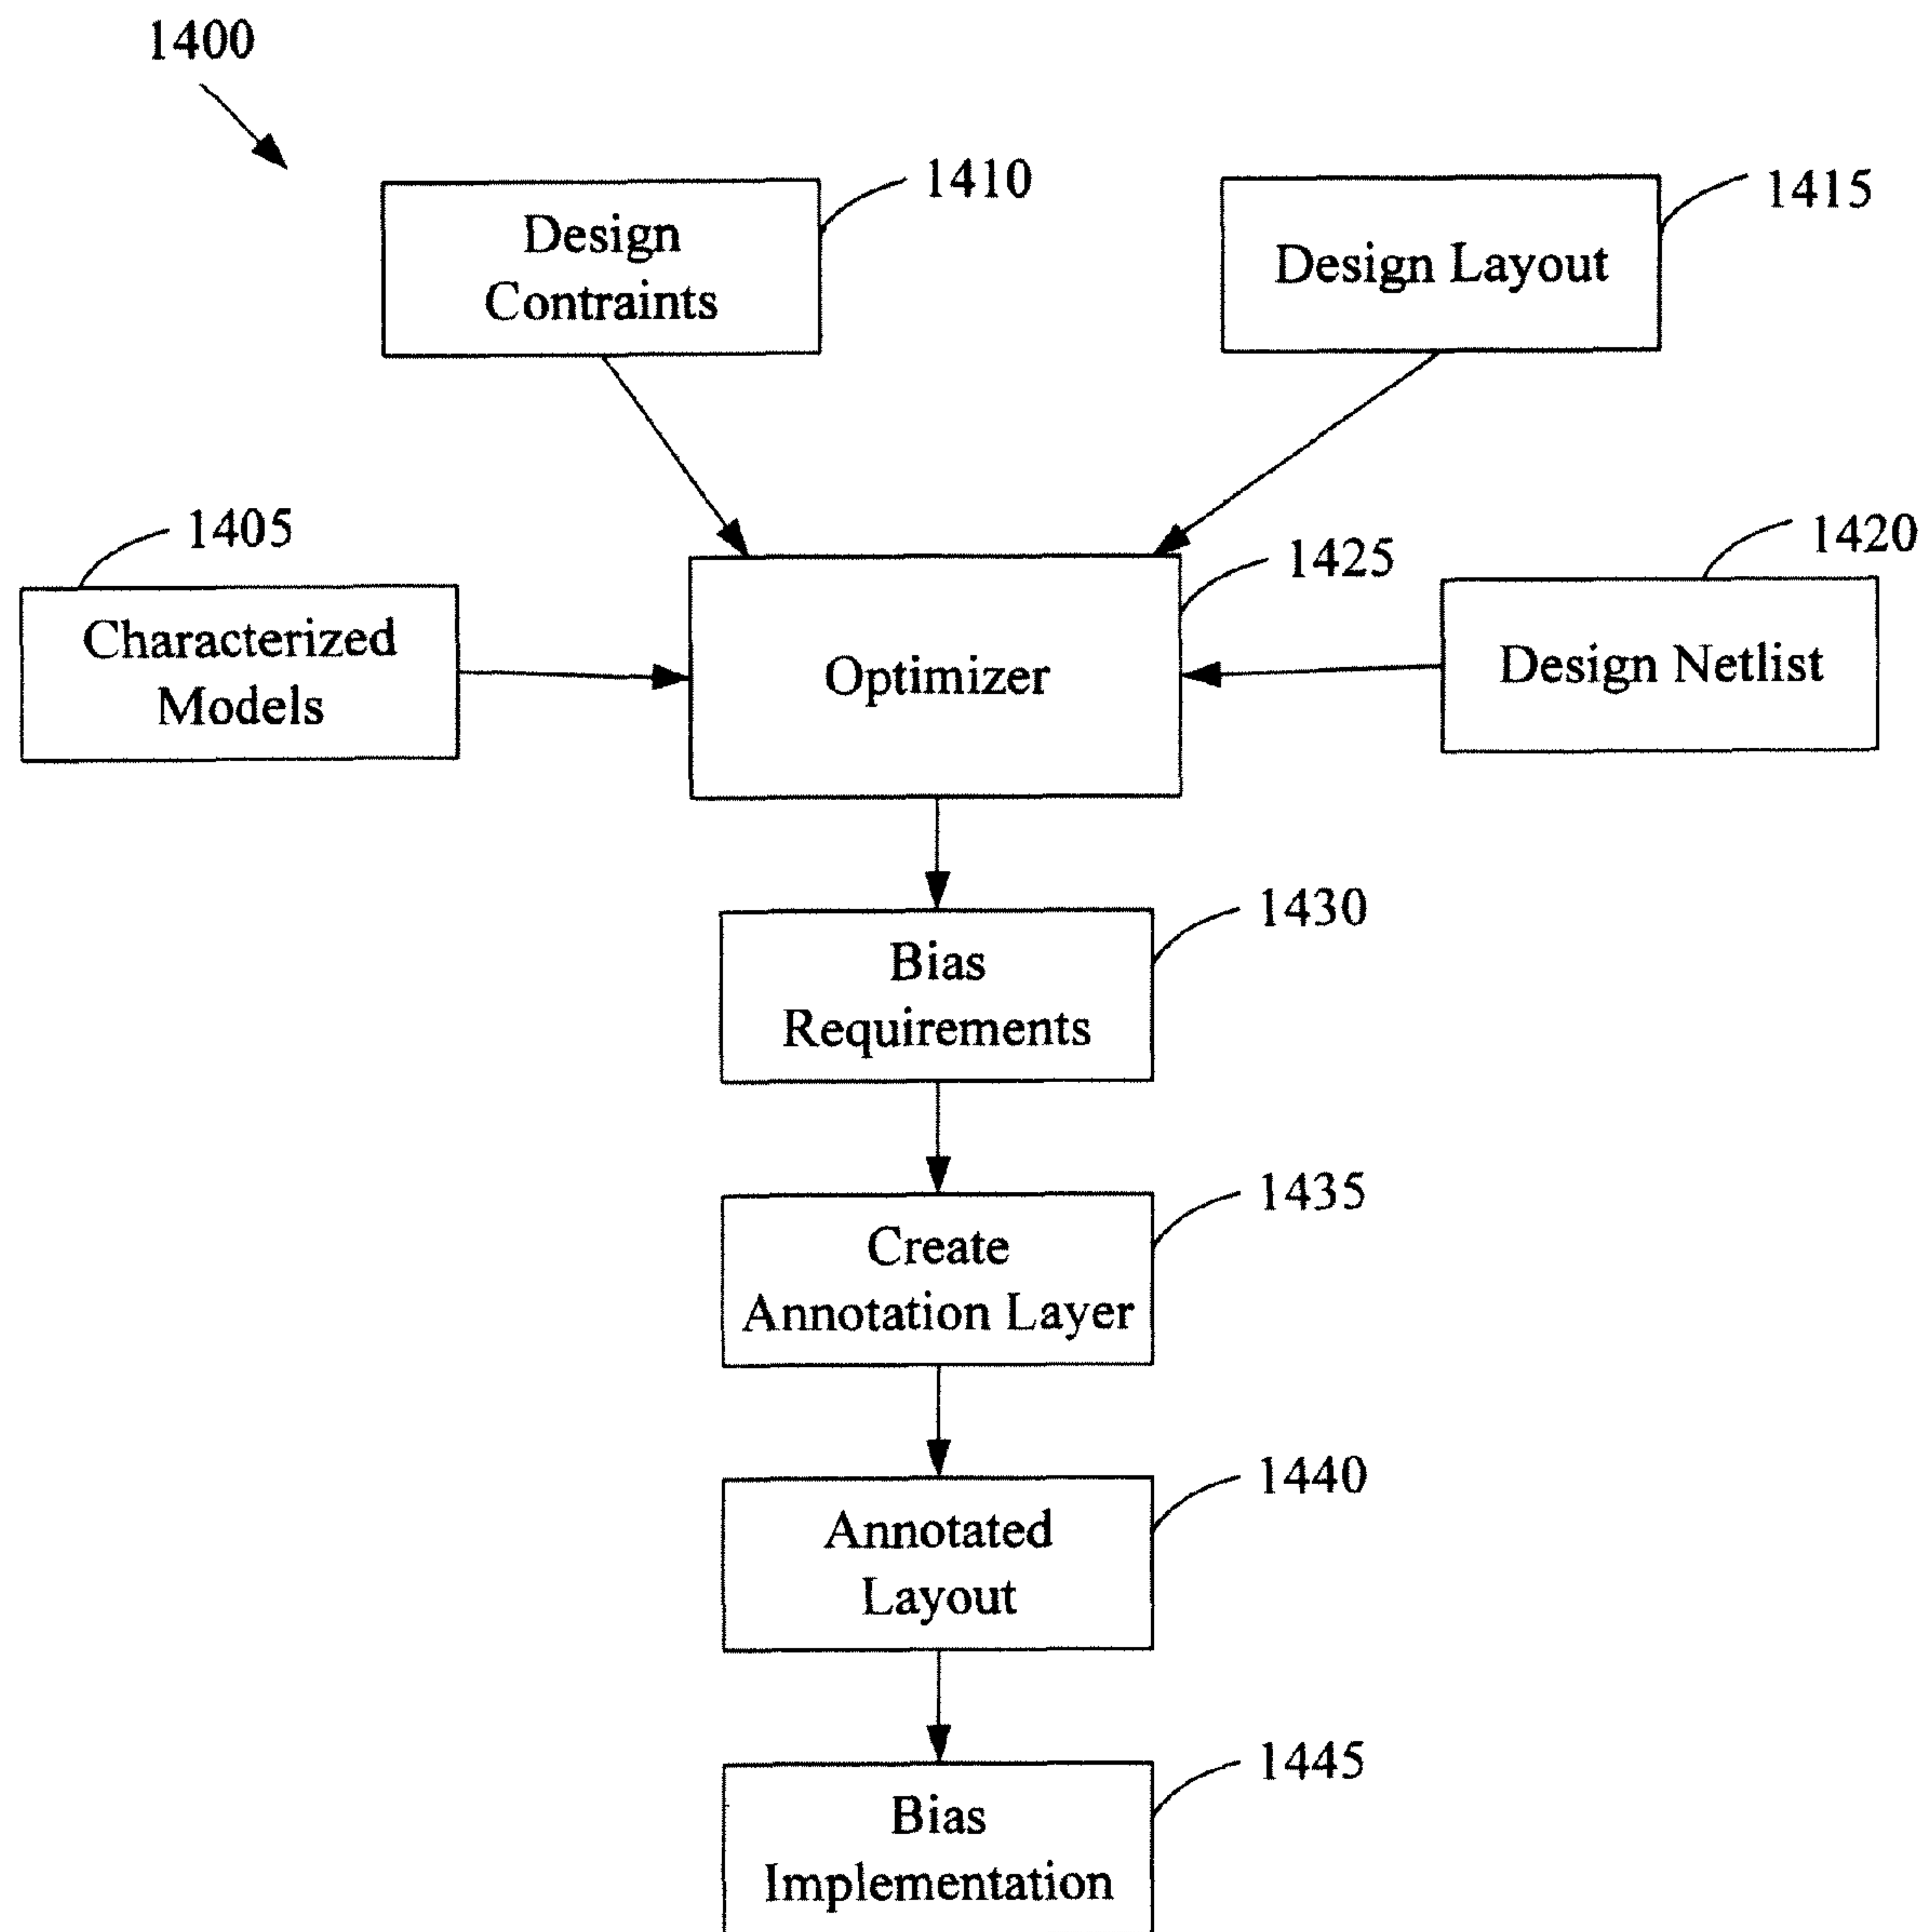 1400
1410
Design
Contraints
1415
Design Layout
1405
Characterized
Models
1425
Optimizer
1420
Design Netlist
1430
Bias
Requirements
1435
Create
Annotation Layer
1440
Annotated
Layout
1445
Bias
Implementation